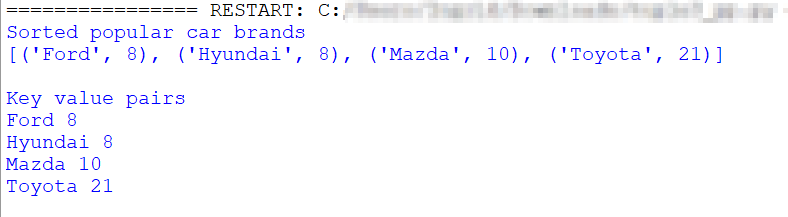 ================ RESTART: C:/
Sorted popular car brands
[('Ford', 8), ('Hyundai', 8), ('Mazda', 10), ('Toyota', 21)]
Key value pairs
Ford 8
Hyundai 8
Mazda 10
Toyota 21